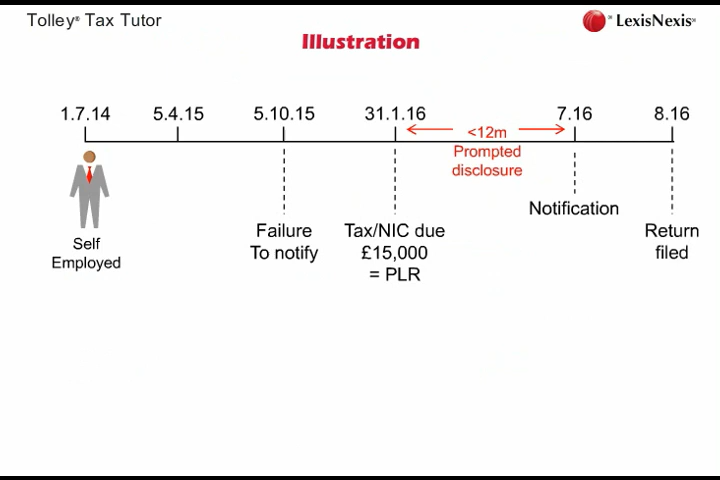 Tolley® Tax Tutor
LexisNexis®
Illustration
1.7.14 5.4.15 5.10.15 31.1.16 7.16 8.16
<12m
Prompted
disclosure
Self
Employed
Failure
To notify
Tax/NIC due
£15,000
= PLR
Notification
Return
filed